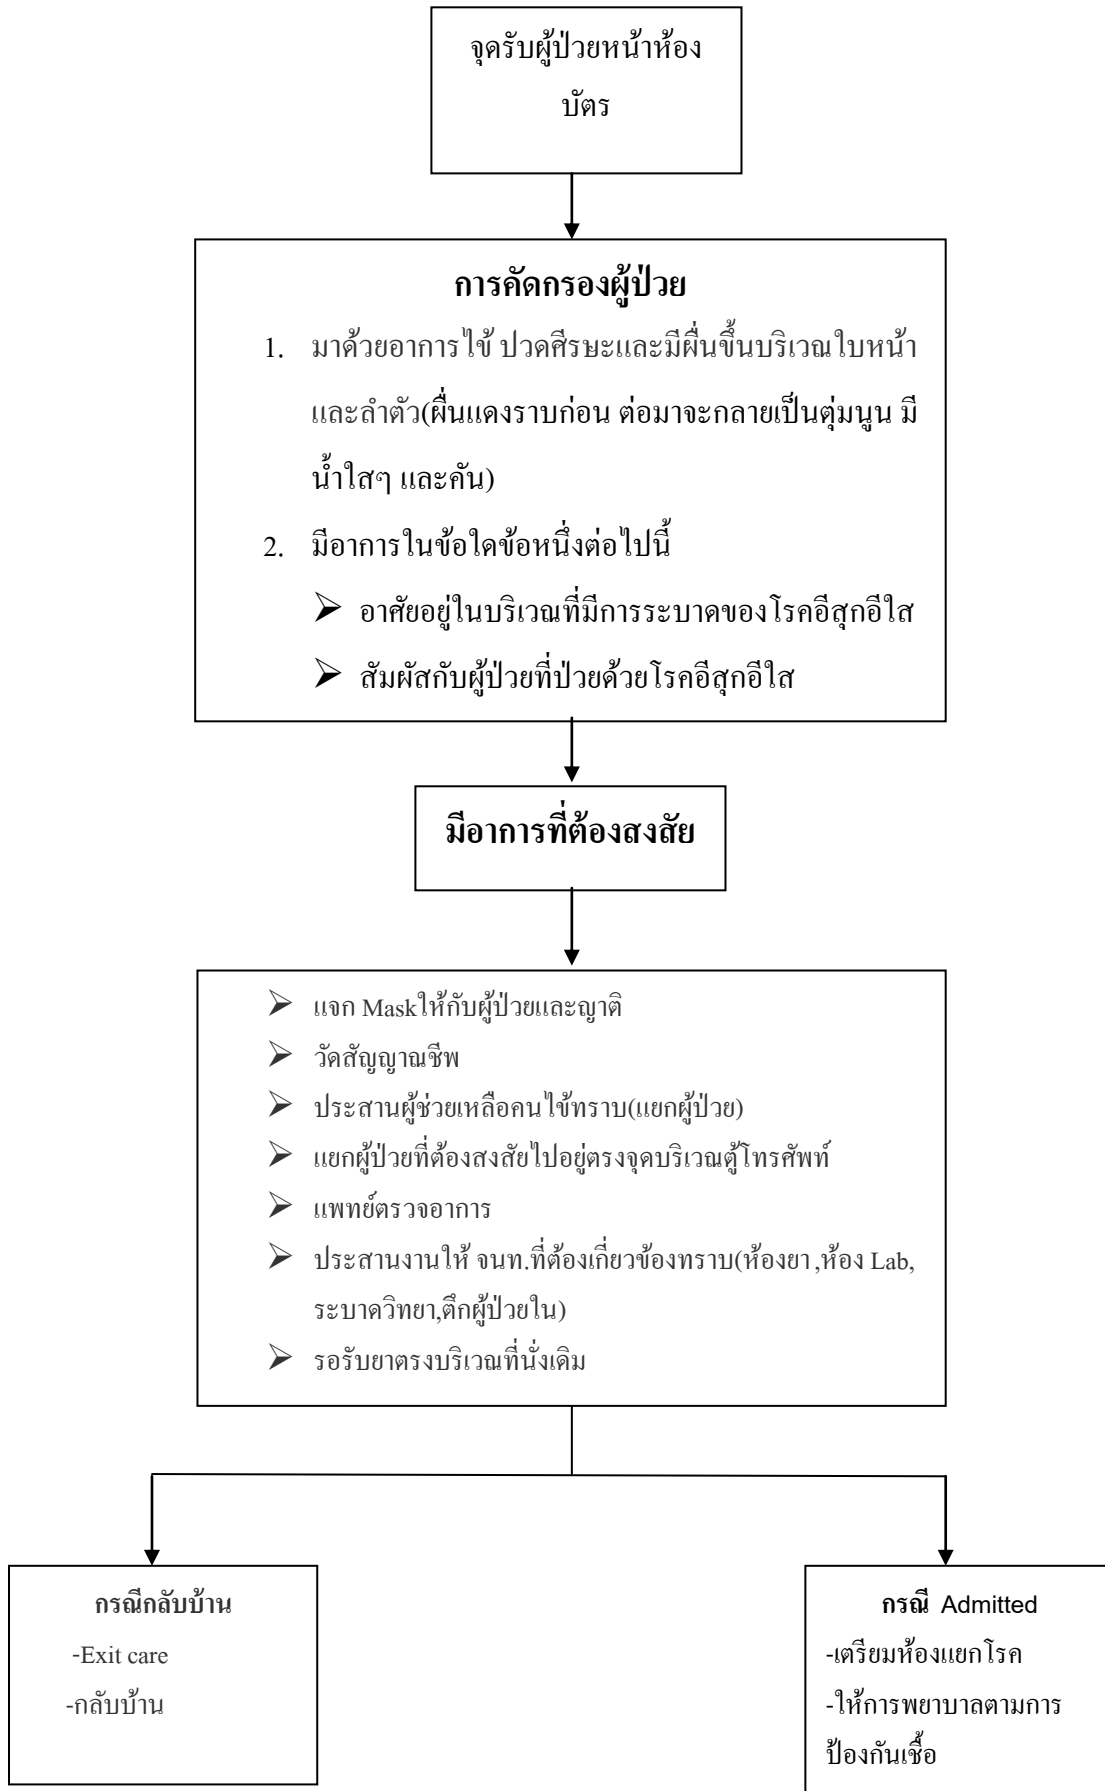 จุดรับผู้ป่วยหน้าห้อง
บัตร
การคัดกรองผู้ป่วย
1. มาด้วยอาการไข้ ปวดศีรษะและมีผื่นขึ้นบริเวณใบหน้า
และลำตัว(ผื่นแดงราบก่อน ต่อมาจะกลายเป็นตุ่มนูน มี
น้ำใสๆ และคัน)
2. มีอาการในข้อใดข้อหนึ่งต่อไปนี้
➢ อาศัยอยู่ในบริเวณที่มีการระบาดของโรคอีสุกอีใส
➢ สัมผัสกับผู้ป่วยที่ป่วยด้วยโรคอีสุกอีใส
มีอาการที่ต้องสงสัย
➢ แจก Maskให้กับผู้ป่วยและญาติ
➢ วัดสัญญาณชีพ
➢ ประสานผู้ช่วยเหลือคนไข้ทราบ(แยกผู้ป่วย)
➢ แยกผู้ป่วยที่ต้องสงสัยไปอยู่ตรงจุดบริเวณตู้โทรศัพท์
➢ แพทย์ตรวจอาการ
➢ ประสานงานให้ จนท.ที่ต้องเกี่ยวข้องทราบ(ห้องยา ,ห้อง Lab,
ระบาดวิทยา,ตึกผู้ป่วยใน)
➢ รอรับยาตรงบริเวณที่นั่งเดิม
กรณีกลับบ้าน
-Exit care
-กลับบ้าน
กรณี Admitted
-เตรียมห้องแยกโรค
-ให้การพยาบาลตามการ
ป้องกันเชื้อ